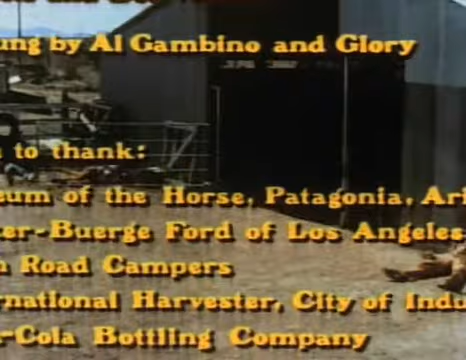 ung by Al Gambino and Glory
to thank:
eum of the Horse, Patagonia, Ari
er-Buerge Ford of Los Angeles
n Road Campers
rnational Harvester, City of Indu
-Cola Bottling Company